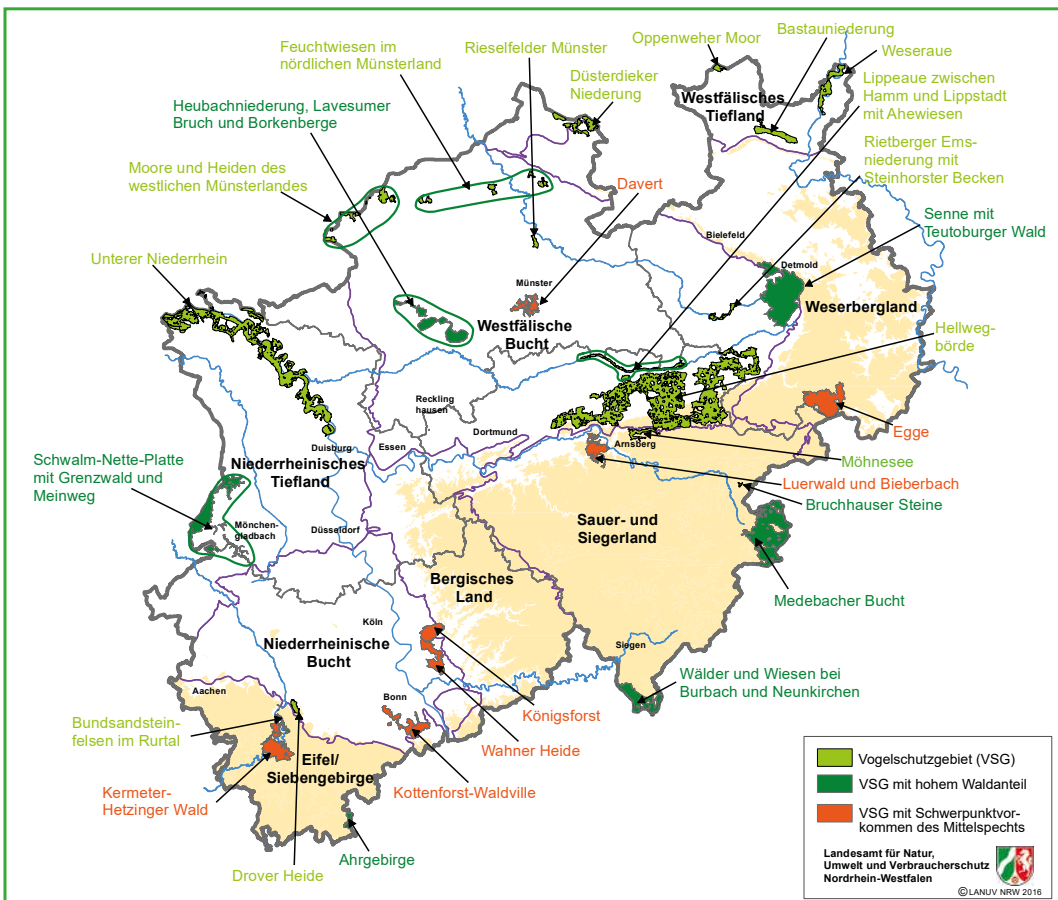 Oppenweher Moor
Bastauniederung
Weseraue
Feuchtwiesen im
nördlichen Münsterland
Rieselfelder Münster
Düsterdieker
Niederung
Lippeaue zwischen
Hamm und Lippstadt
mit Ahewiesen
Westfälisches
Tiefland
Heubachniederung, Lavesumer
Bruch und Borkenberge
Rietberger Ems-
niederung mit
Steinhorster Becken
Moore und Heiden des
westlichen Münsterlandes
Davert
Senne mit
Teutoburger Wald
Bielefeld
Unterer Niederrhein
Detmold
Münster
Weserbergland
Westfälische
Bucht
Hellweg-
börde
Reckling
hausen
Dortmund
Essen
Duisburg
Arnsberg
Egge
Möhnesee
Schwalm-Nette-Platte
mit Grenzwald und
Meinweg
Niederrheinisches
Tiefland
Luerwald und Bieberbach
Bruchhauser Steine
Mönchen-
gladbach
Düsseldorf
Sauer- und
Siegerland
Bergisches
Land
Medebacher Bucht
Köln
Niederrheinische
Bucht
Siegen
Wälder und Wiesen bei
Burbach und Neunkirchen
Aachen
Bonn
Königsforst
Bundsandstein-
felsen im Rurtal
Wahner Heide
Eifel/
Siebengebirge
Kermeter-
Hetzinger Wald
Kottenforst-Waldville
Ahrgebirge
Drover Heide
Vogelschutzgebiet (VSG)
VSG mit hohem Waldanteil
VSG mit Schwerpunktvor-
kommen des Mittelspechts
Landesamt für Natur,
Umwelt und Verbraucherschutz
Nordrhein-Westfalen
©LANUV NRW 2016